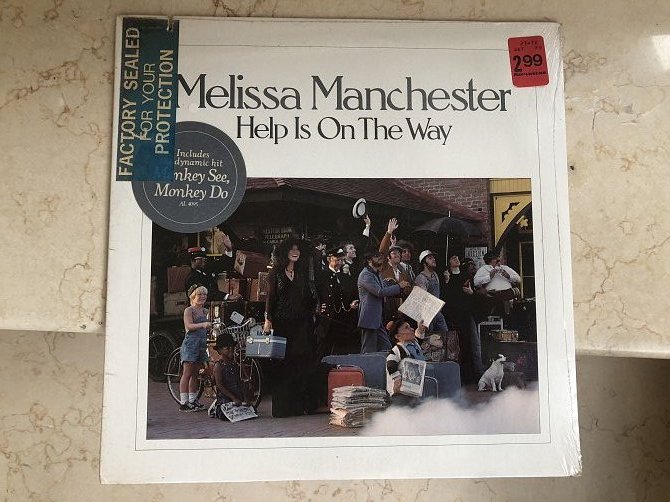 FACTORY SEALED
FOR YOUR
PROTECTION
2.99
Melissa Manchester
Help Is On The Way
Includes
dynamic hit
Monkey See,
Monkey Do
AL 4095